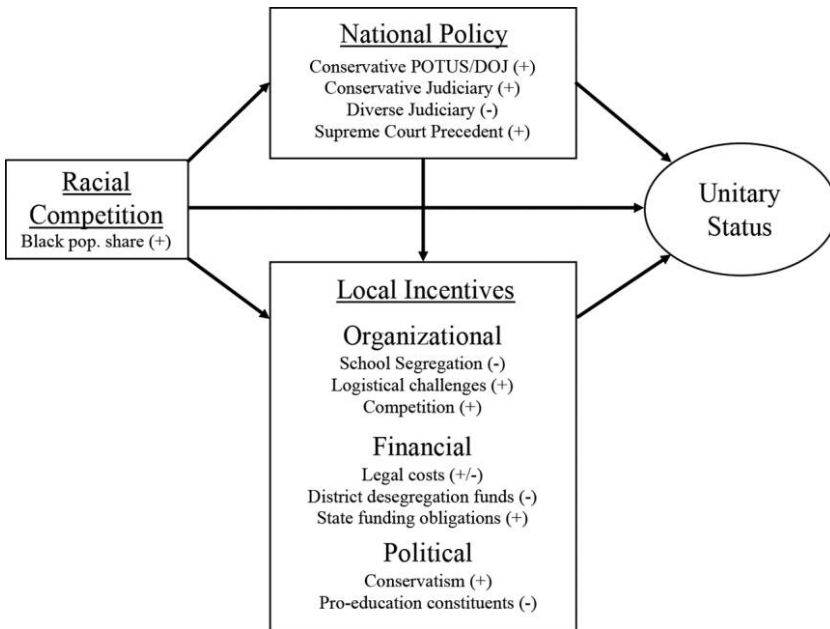 National Policy
Conservative POTUS/DOJ (+)
Conservative Judiciary (+)
Diverse Judiciary (-)
Supreme Court Precedent (+)
Racial
Competition
Black pop. share (+)
Unitary
Status
Local Incentives
Organizational
School Segregation (-)
Logistical challenges (+)
Competition (+)
Financial
Legal costs (+/-)
District desegregation funds (-)
State funding obligations (+)
Political
Conservatism (+)
Pro-education constituents (-)